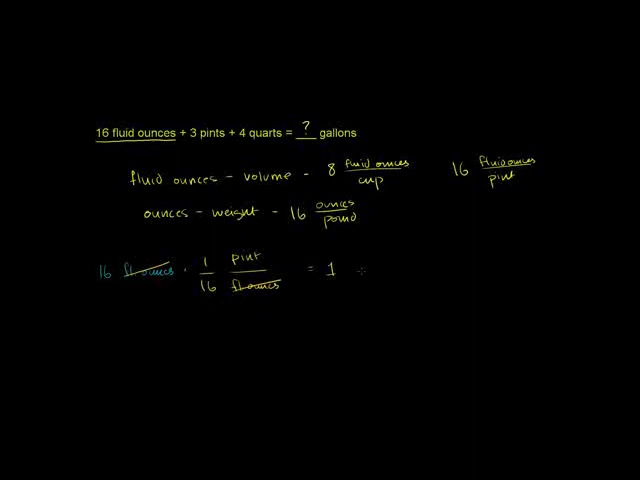 16 fluid ounces + 3 pints + 4 quarts = ? gallons
fluid ounces - volume - 8 fluid ounces / cup 16 fluid ounces / pint
ounces - weight - 16 ounces / pound
16 fl ounces · 1/16 pint / fl ounces = 1